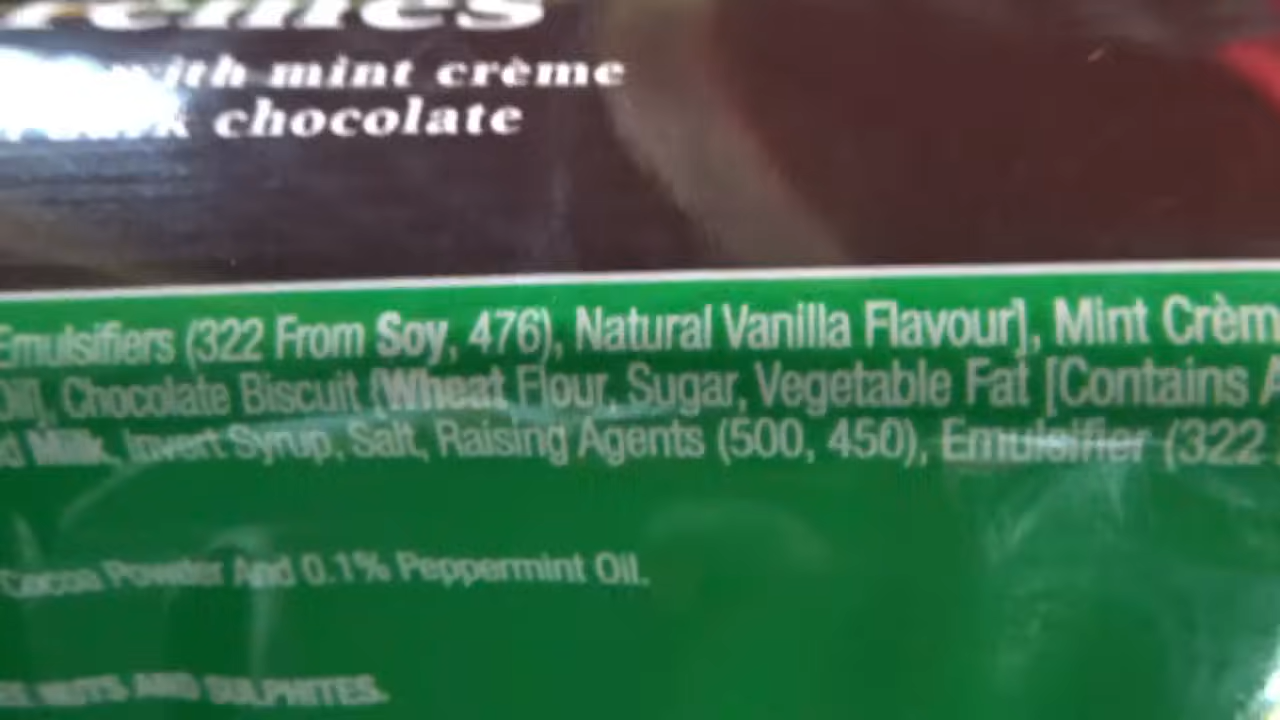 with mint crème
dark chocolate
Emulsifiers (322 From Soy, 476), Natural Vanilla Flavour], Mint Crèm
Oil], Chocolate Biscuit (Wheat Flour, Sugar, Vegetable Fat [Contains A
Milk, Invert Syrup, Salt, Raising Agents (500, 450), Emulsifier (322
Cocoa Powder And 0.1% Peppermint Oil.
NUTS AND SULPHITES.